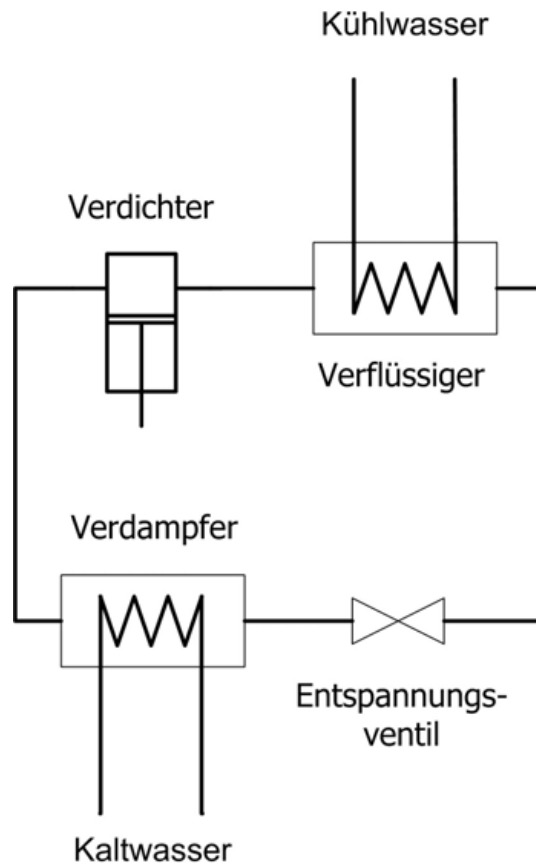 Kühlwasser
Verdichter
Verflüssiger
Verdampfer
Entspannungs-
ventil
Kaltwasser